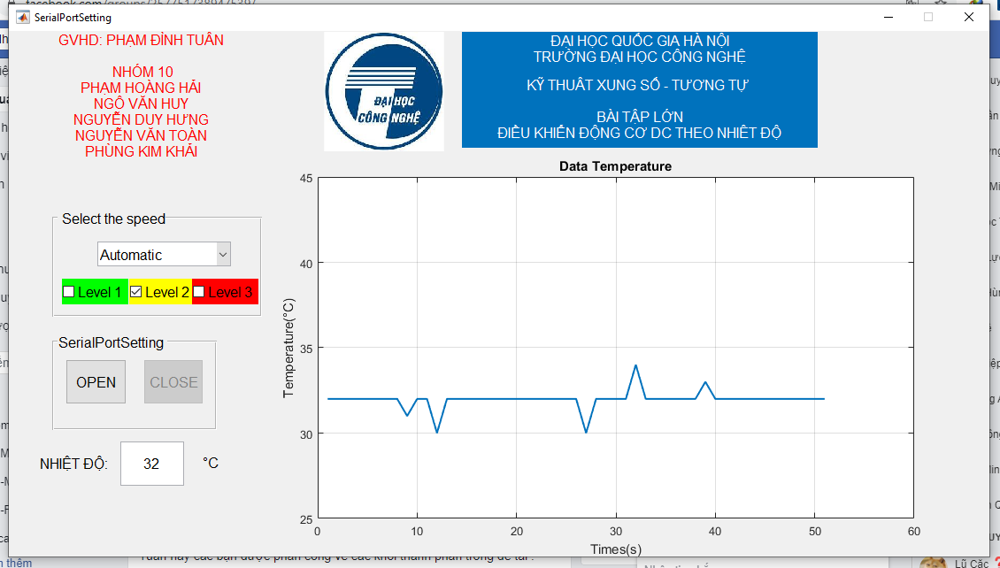 SerialPortSetting
GVHD: PHẠM ĐÌNH TUÂN
NHÓM 10
PHẠM HOÀNG HẢI
NGÔ VĂN HUY
NGUYỄN DUY HƯNG
NGUYỄN VĂN TOÀN
PHÙNG KIM KHẢI
ĐẠI HỌC
CÔNG NGHỆ
ĐẠI HỌC QUỐC GIA HÀ NỘI
TRƯỜNG ĐẠI HỌC CÔNG NGHỆ
KỸ THUẬT XUNG SỐ - TƯƠNG TỰ
BÀI TẬP LỚN
ĐIỀU KHIỂN ĐỘNG CƠ DC THEO NHIỆT ĐỘ
Select the speed
Automatic
Level 1
Level 2
Level 3
SerialPortSetting
OPEN
CLOSE
NHIỆT ĐỘ:
32
°C
Data Temperature
45
40
35
30
25
Temperature(°C)
0
10
20
30
40
50
60
Times(s)
Lũ Các